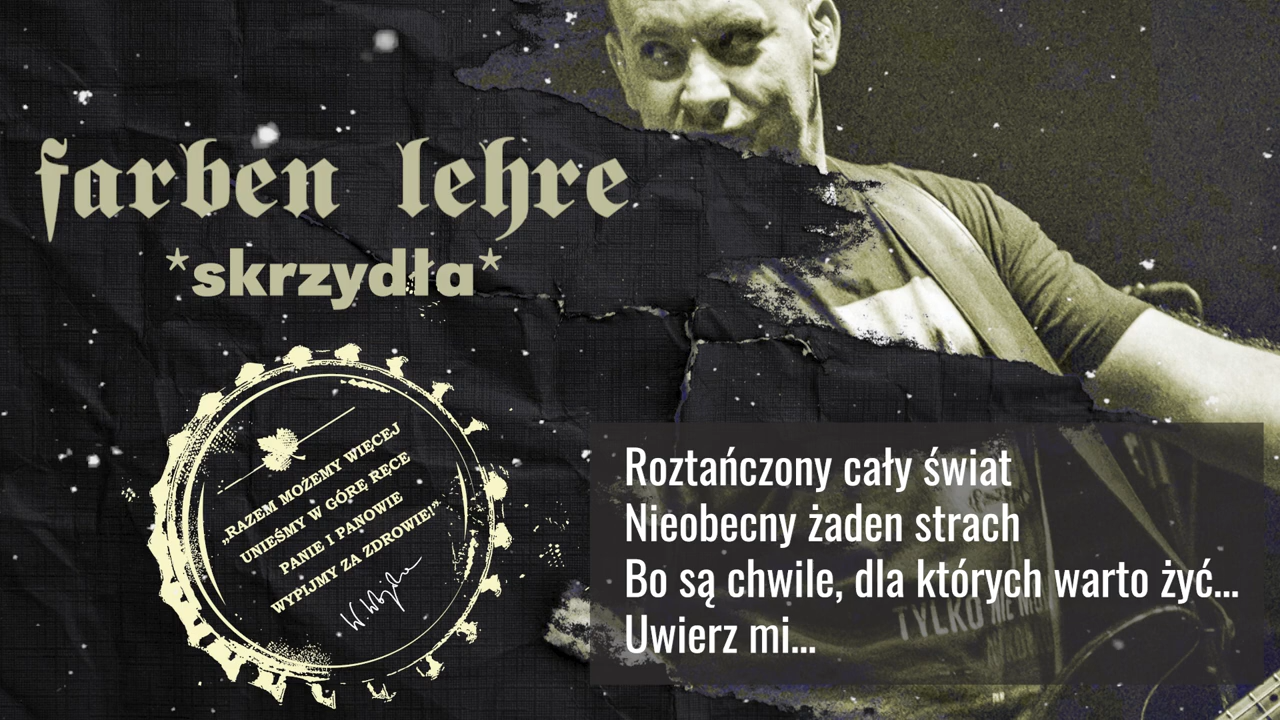 farben lehre
*skrzydła*
„RAZEM MOŻEMY WIĘCEJ
UNIEŚMY W GÓRĘ RĘCE
PANIE I PANOWIE
WYPIJMY ZA ZDROWIE!”
Roztańczony cały świat
Nieobecny żaden strach
Bo są chwile, dla których warto żyć...
Uwierz mi...
TYLKO NIE